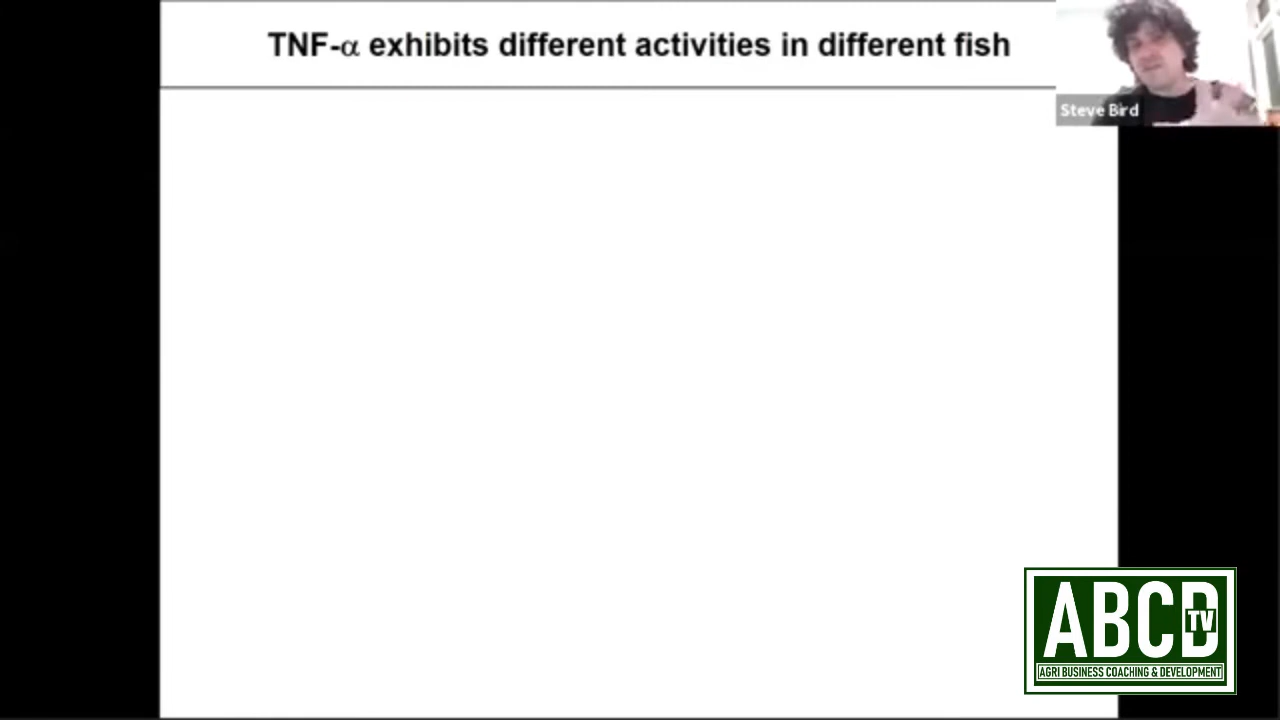 TNF-α exhibits different activities in different fish
Steve Bird
ABCD
TV
AGRI BUSINESS COACHING & DEVELOPMENT